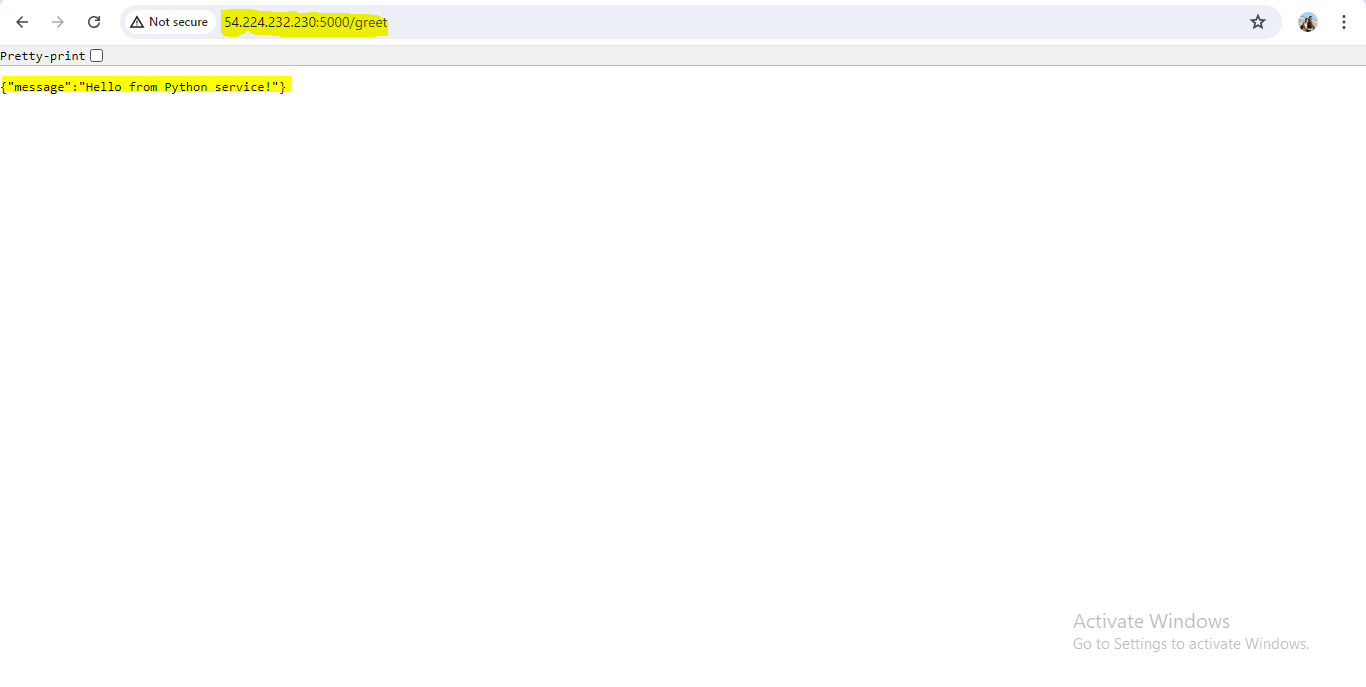 Not secure
54.224.232.230:5000/greet
Pretty-print
{"message":"Hello from Python service!"}
Activate Windows
Go to Settings to activate Windows.